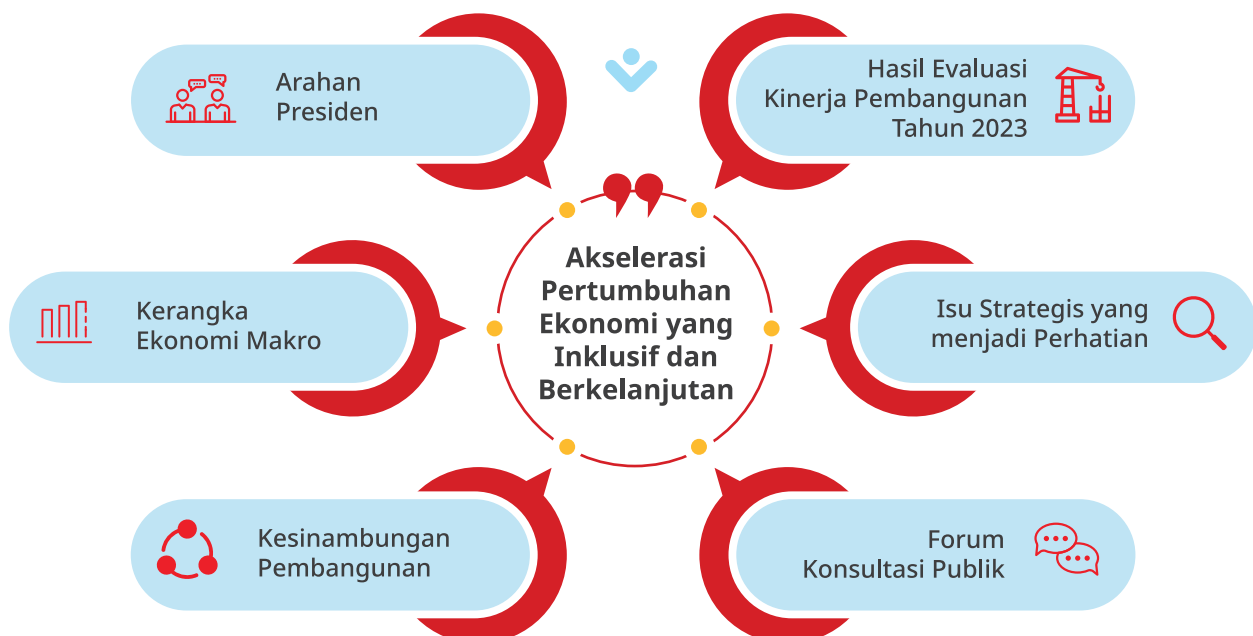 Arahan
Presiden
Hasil Evaluasi
Kinerja Pembangunan
Tahun 2023
Akselerasi
Pertumbuhan
Ekonomi yang
Inklusif dan
Berkelanjutan
Kerangka
Ekonomi Makro
Isu Strategis yang
menjadi Perhatian
Kesinambungan
Pembangunan
Forum
Konsultasi Publik